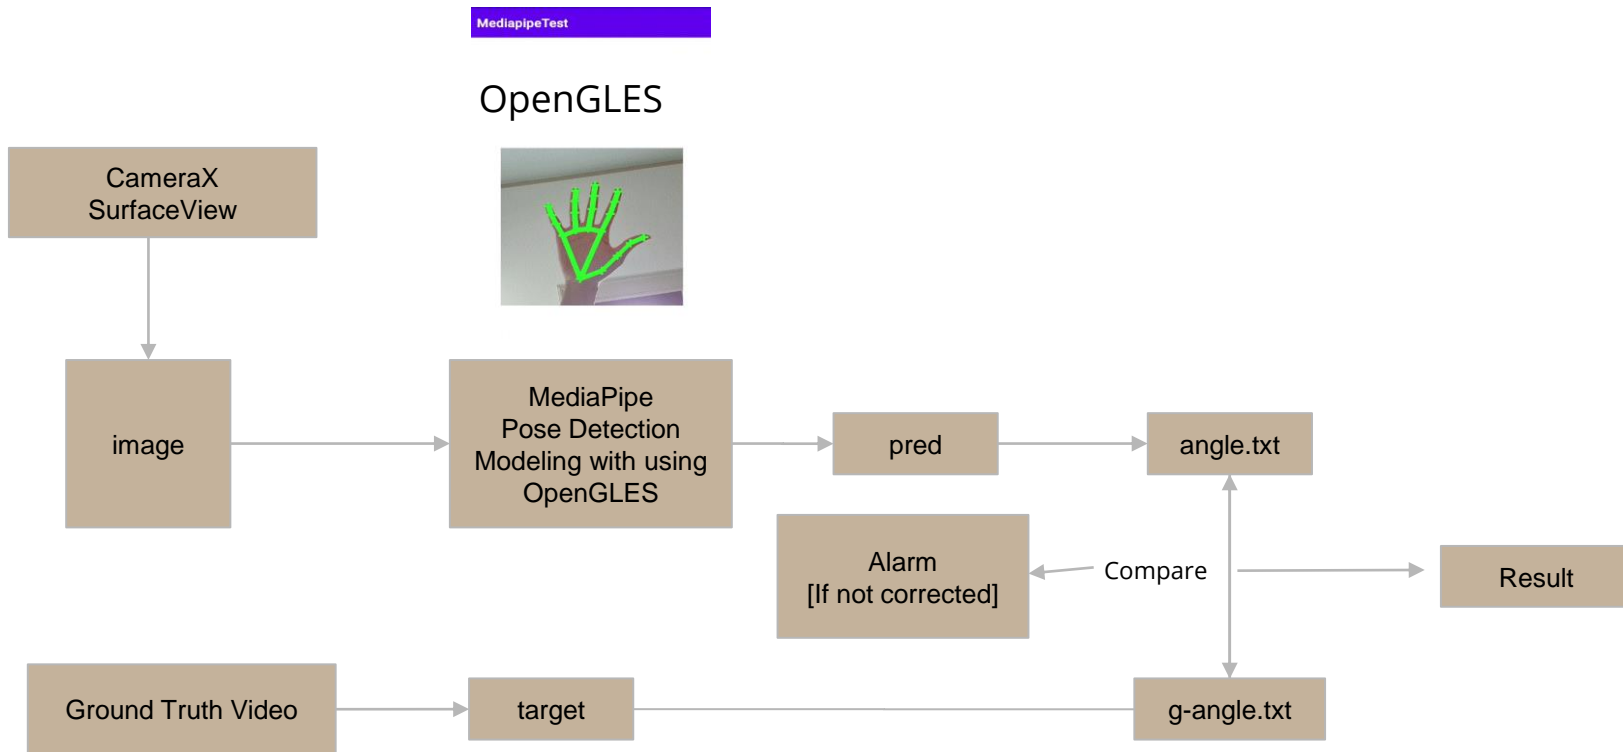 MediapipeTest
OpenGLES
CameraX
SurfaceView
image
MediaPipe
Pose Detection
Modeling with using
OpenGLES
pred
angle.txt
Alarm
[If not corrected]
Compare
Result
Ground Truth Video
target
g-angle.txt